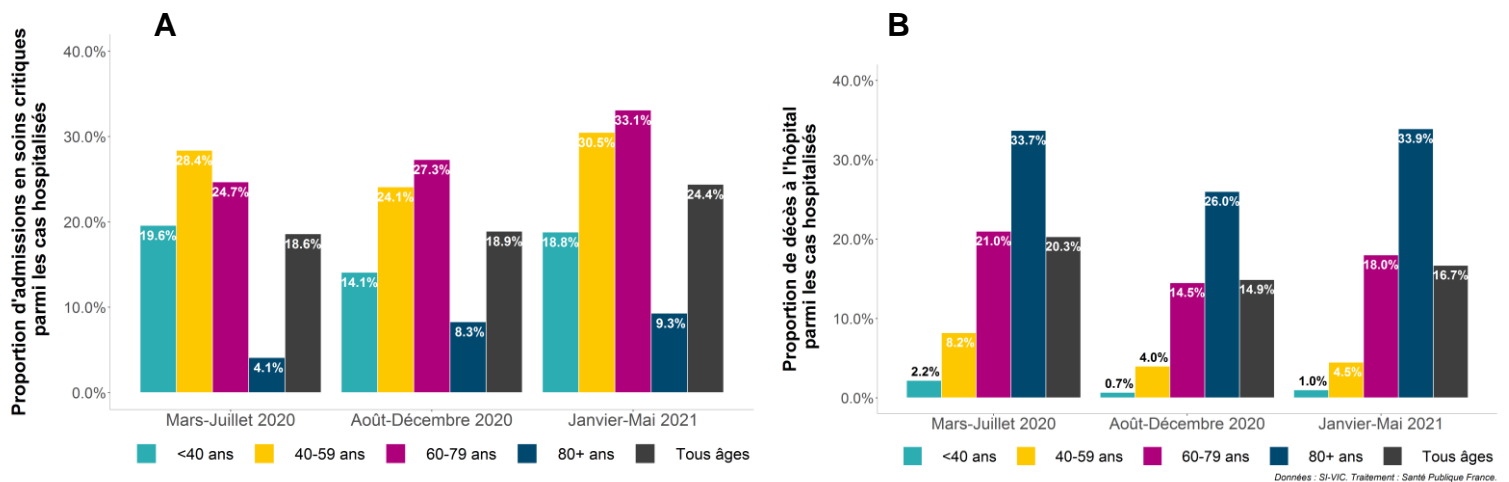 A
Proportion d'admissions en soins critiques
parmi les cas hospitalisés
40.0%
30.0%
20.0%
10.0%
0.0%
19.6%
28.4%
24.7%
4.1%
18.6%
14.1%
24.1%
27.3%
8.3%
18.9%
18.8%
30.5%
33.1%
9.3%
24.4%
Mars-Juillet 2020
Août-Décembre 2020
Janvier-Mai 2021
<40 ans
40-59 ans
60-79 ans
80+ ans
Tous âges
B
Proportion de décès à l'hôpital
parmi les cas hospitalisés
40.0%
30.0%
20.0%
10.0%
0.0%
2.2%
8.2%
21.0%
33.7%
20.3%
0.7%
4.0%
14.5%
26.0%
14.9%
1.0%
4.5%
18.0%
33.9%
16.7%
Mars-Juillet 2020
Août-Décembre 2020
Janvier-Mai 2021
<40 ans
40-59 ans
60-79 ans
80+ ans
Tous âges
Données : SI-VIC. Traitement : Santé Publique France.